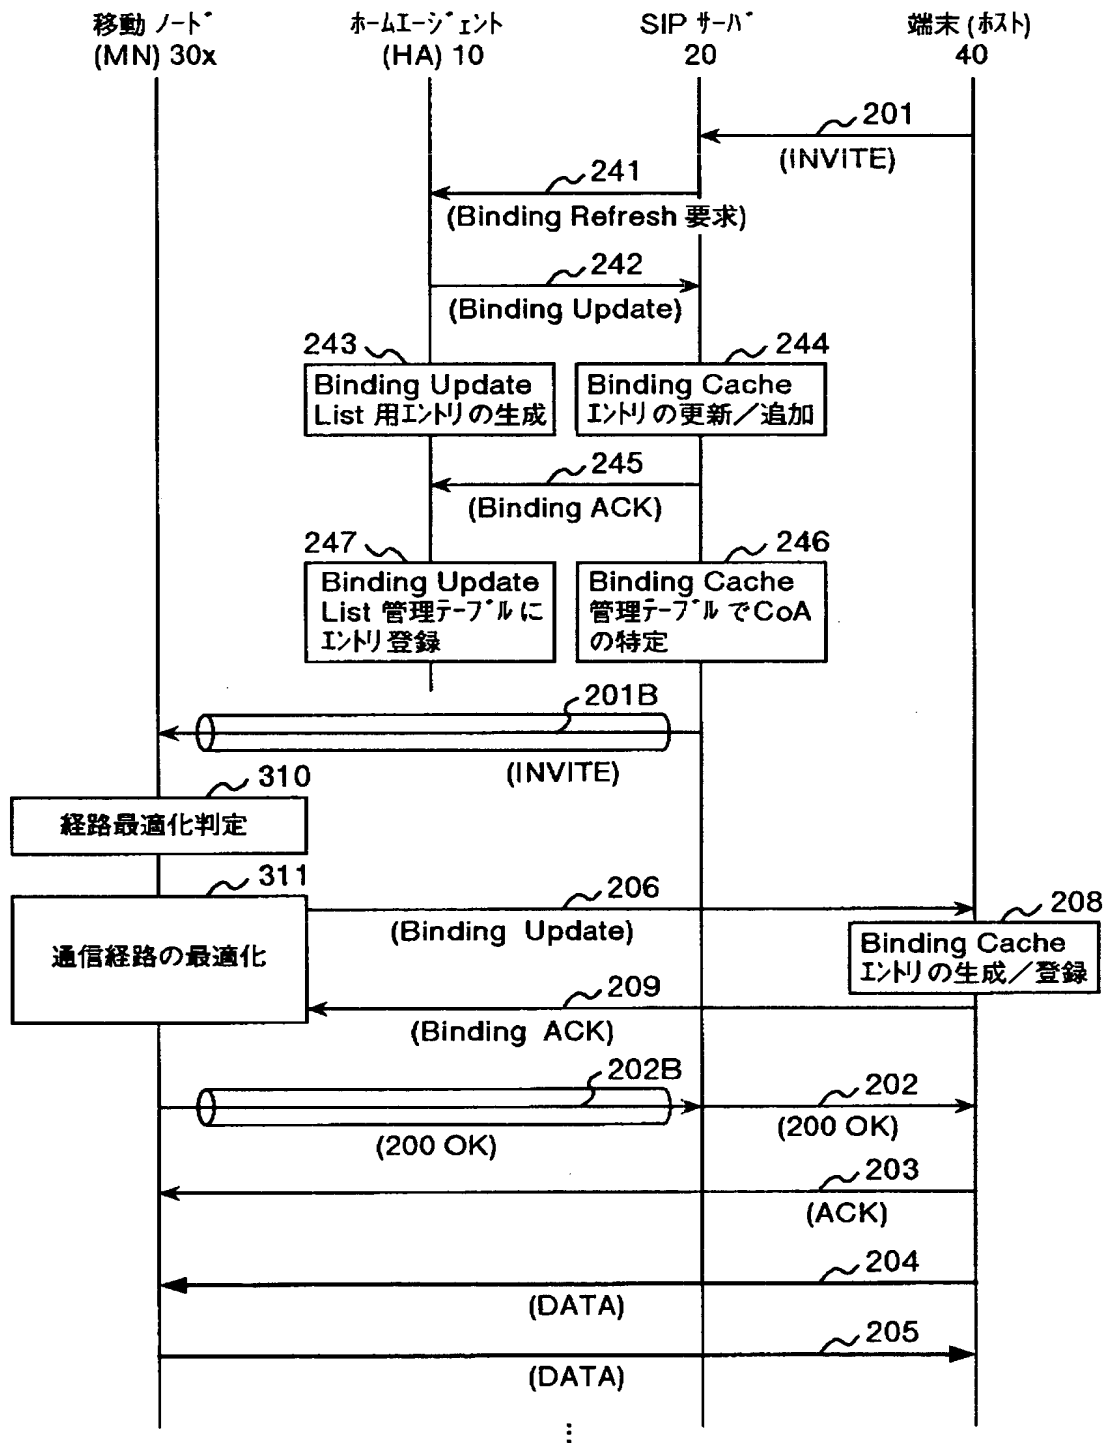 移動ノード
(MN) 30x
ホームエージェント
(HA) 10
SIP サーバ
20
端末 (ホスト)
40
201
(INVITE)
241
(Binding Refresh 要求)
242
(Binding Update)
243
Binding Update
List 用エントリの生成
244
Binding Cache
エントリの更新/追加
245
(Binding ACK)
247
Binding Update
List 管理テーブルに
エントリ登録
246
Binding Cache
管理テーブルでCoA
の特定
201B
(INVITE)
310
経路最適化判定
311
通信経路の最適化
206
(Binding Update)
208
Binding Cache
エントリの生成/登録
209
(Binding ACK)
202B
(200 OK)
202
(200 OK)
203
(ACK)
204
(DATA)
205
(DATA)
⋮